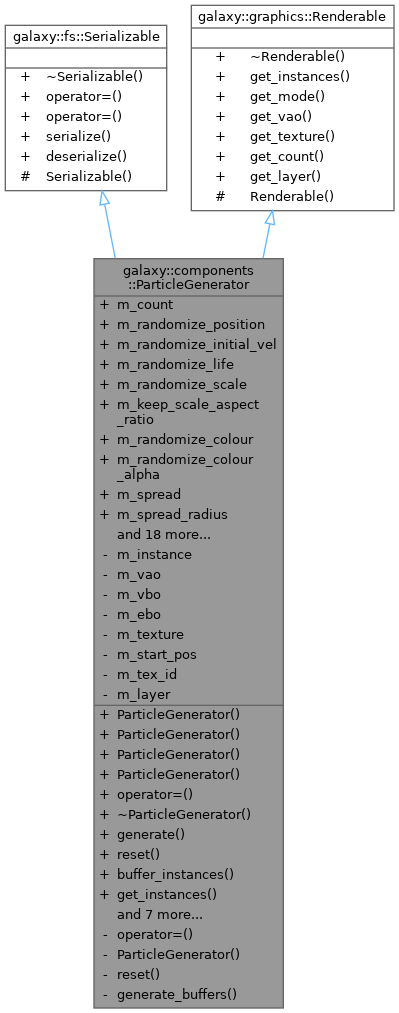 galaxy::fs::Serializable
+ ~Serializable()
+ operator=()
+ operator=()
+ serialize()
+ deserialize()
# Serializable()
galaxy::graphics::Renderable
+ ~Renderable()
+ get_instances()
+ get_mode()
+ get_vao()
+ get_texture()
+ get_count()
+ get_layer()
# Renderable()
galaxy::components
::ParticleGenerator
+ m_count
+ m_randomize_position
+ m_randomize_initial_vel
+ m_randomize_life
+ m_randomize_scale
+ m_keep_scale_aspect
_ratio
+ m_randomize_colour
+ m_randomize_colour
_alpha
+ m_spread
+ m_spread_radius
and 18 more...
- m_instance
- m_vao
- m_vbo
- m_ebo
- m_texture
- m_start_pos
- m_tex_id
- m_layer
+ ParticleGenerator()
+ ParticleGenerator()
+ ParticleGenerator()
+ ParticleGenerator()
+ operator=()
+ ~ParticleGenerator()
+ generate()
+ reset()
+ buffer_instances()
+ get_instances()
and 7 more...
- operator=()
- ParticleGenerator()
- reset()
- generate_buffers()